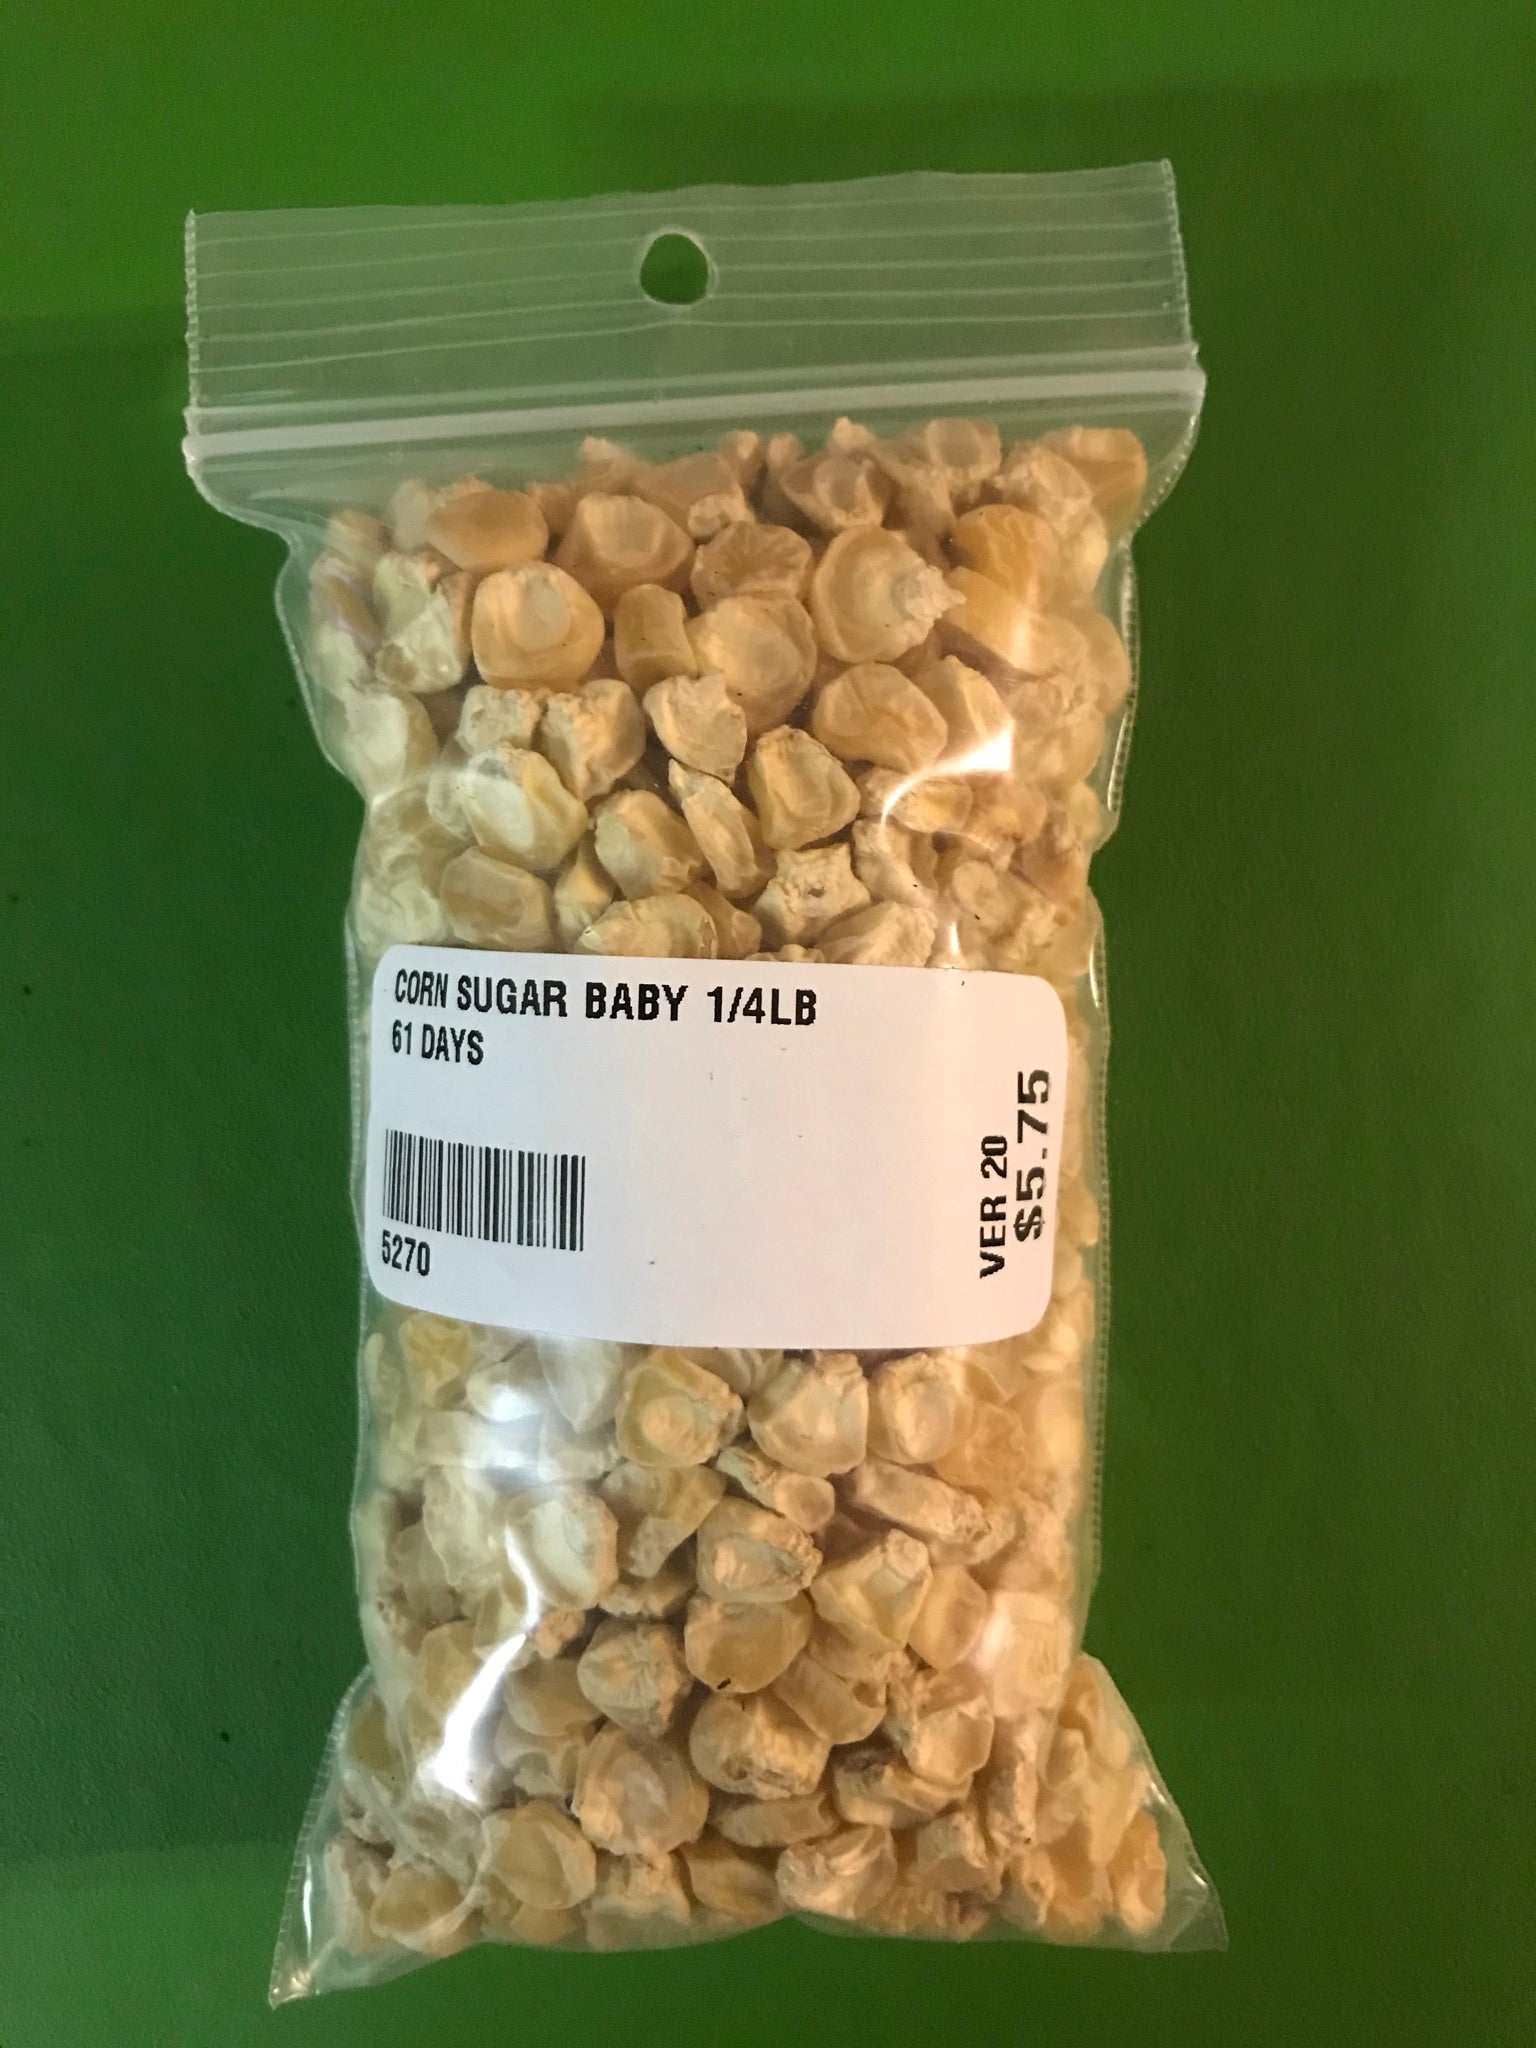 CORN SUGAR BABY 1/4LB
61 DAYS
5270
VER 20
$5.75